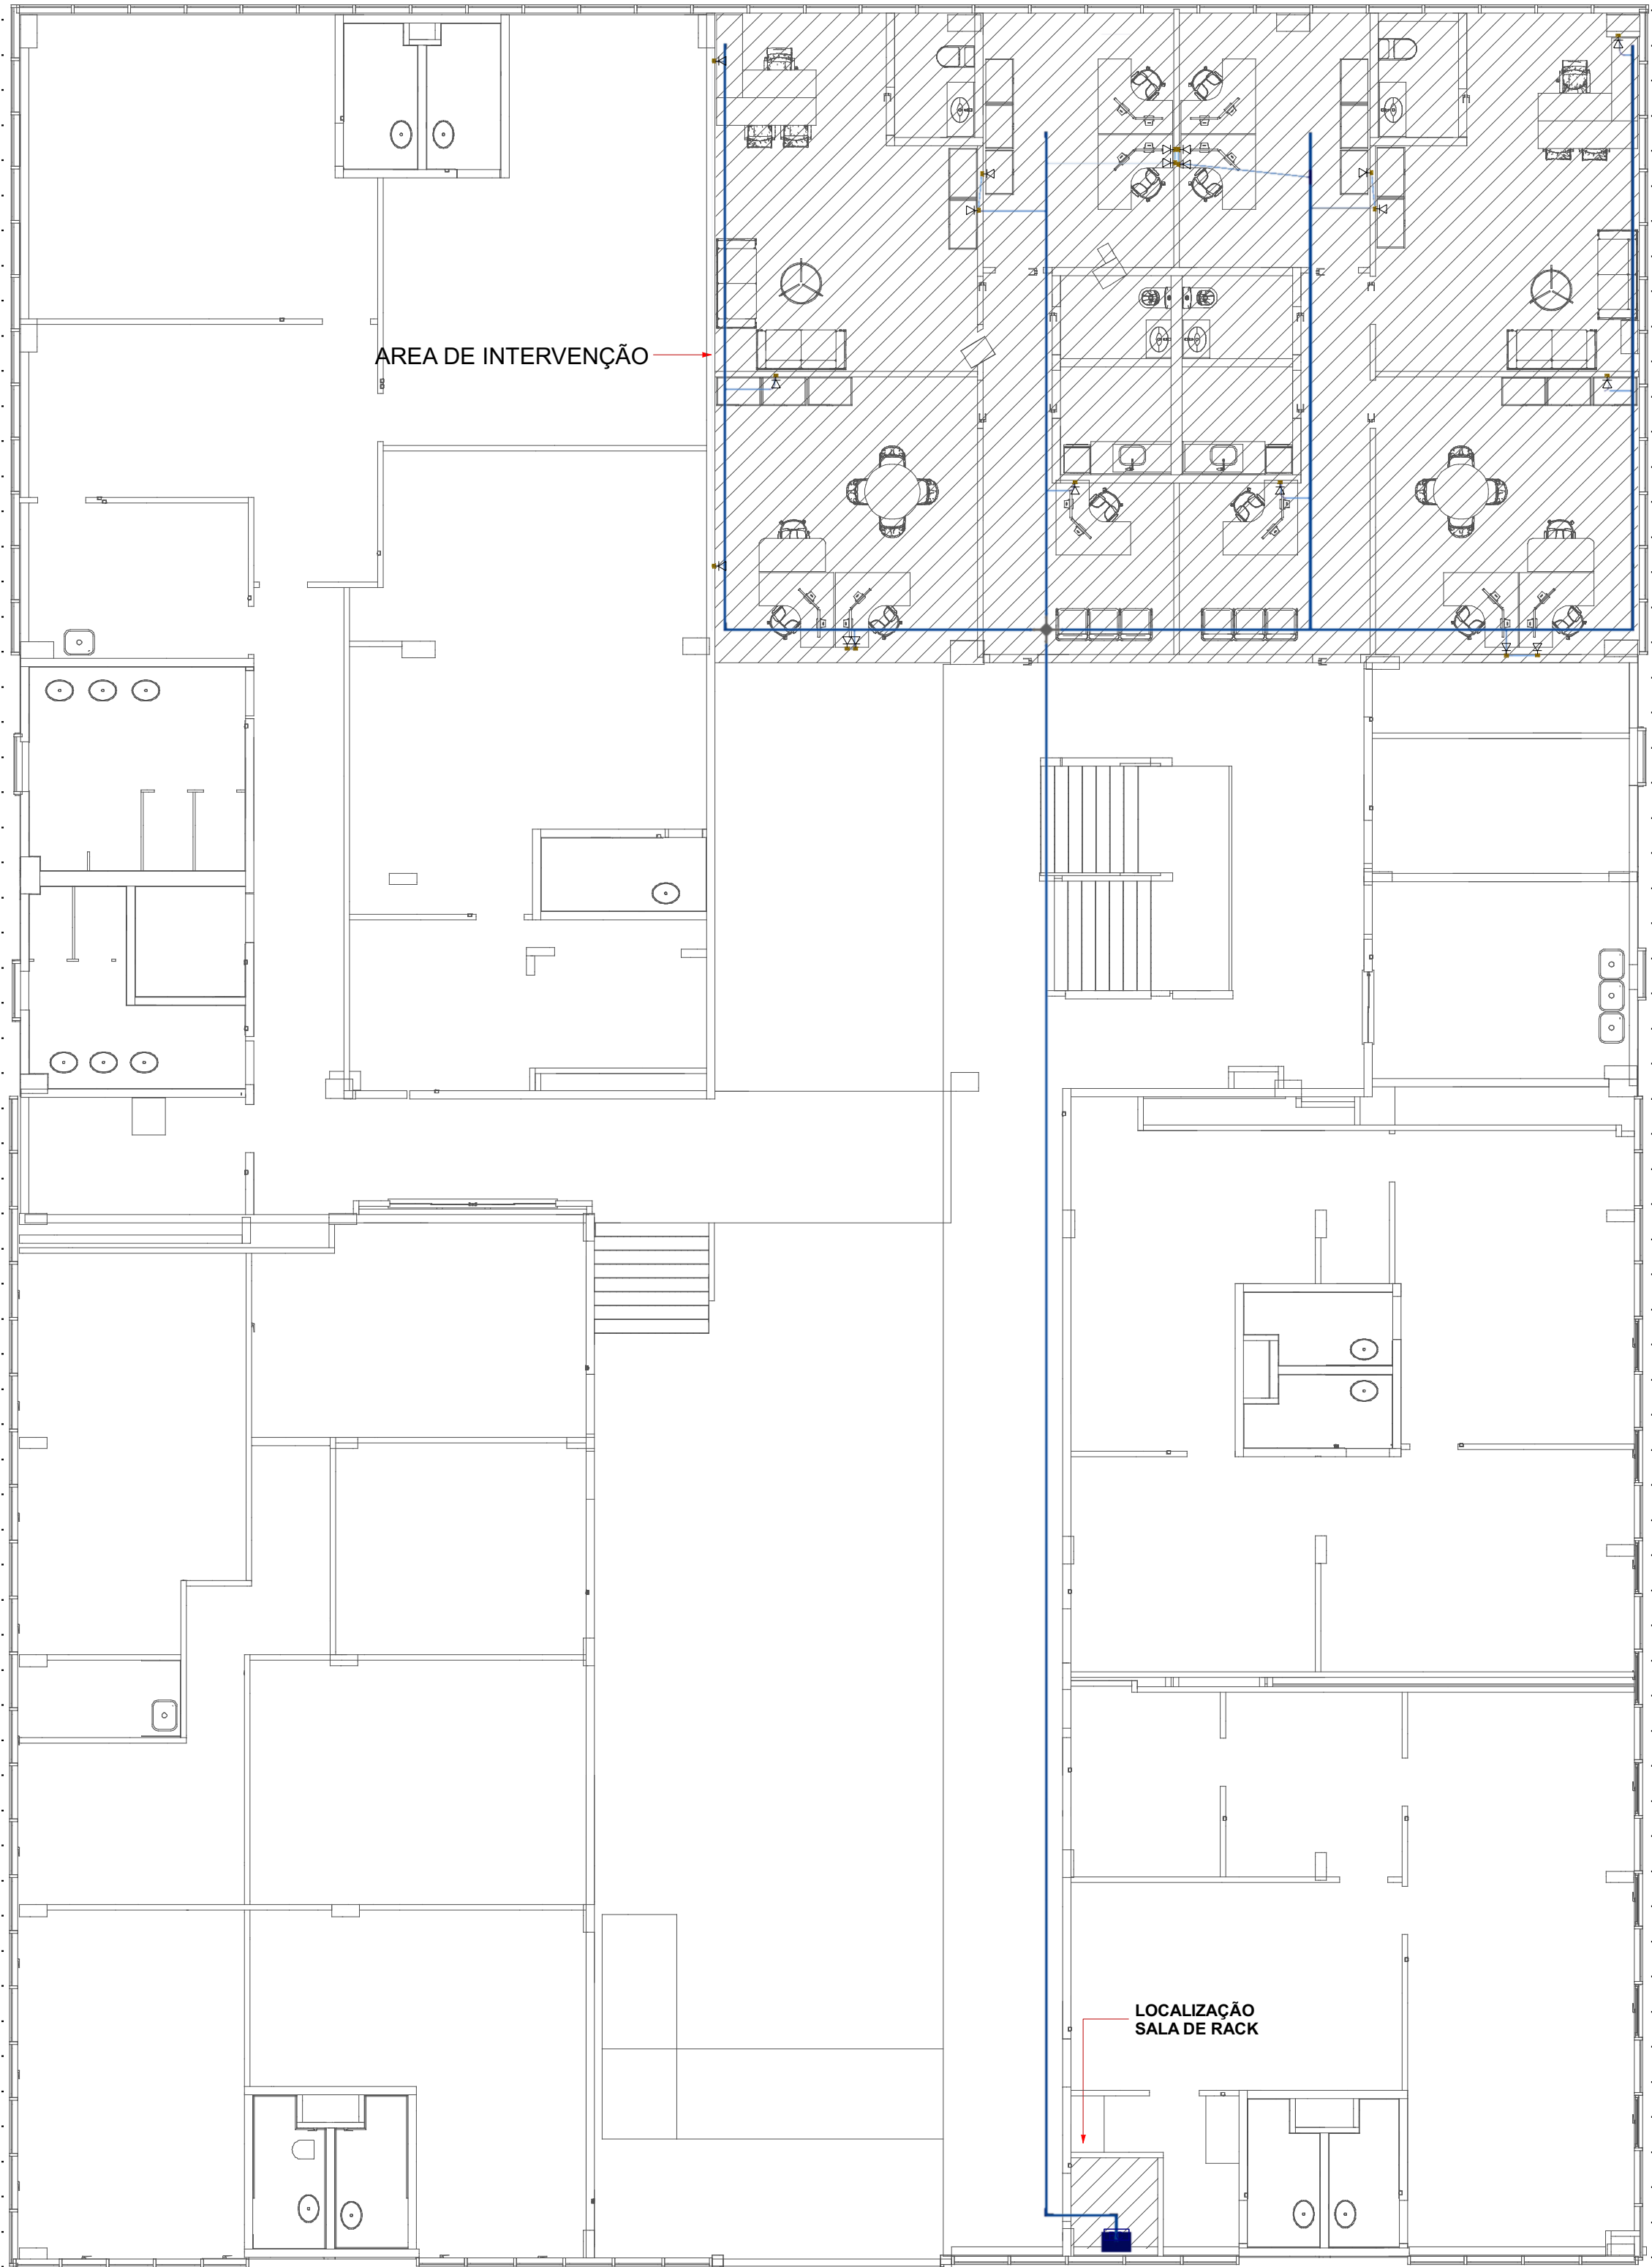 AREA DE INTERVENÇÃO
LOCALIZAÇÃO
SALA DE RACK